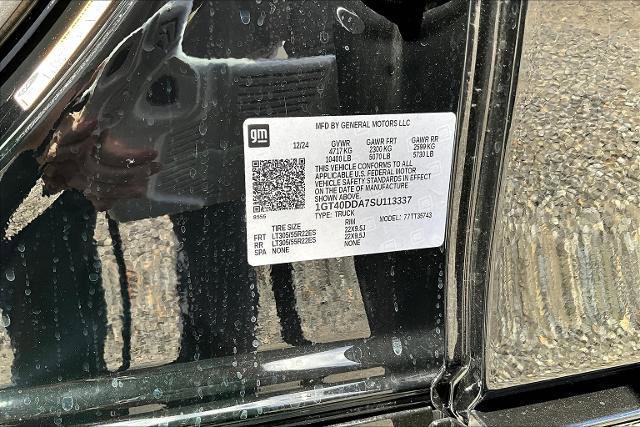 gm
MFD BY GENERAL MOTORS LLC
12/24 GVWR GAWR FRT GAWR RR
4717 KG 2300 KG 2599 KG
10400 LB 5070 LB 5730 LB
THIS VEHICLE CONFORMS TO ALL
APPLICABLE U.S. FEDERAL MOTOR
VEHICLE SAFETY STANDARDS IN EFFECT
ON THE DATE OF MANUFACTURE
SHOWN ABOVE.
1GT40DDA7SU113337
TYPE: TRUCK MODEL: 77TT35743
TIRE SIZE RIM
FRT LT305/55R22ES 22X9.5J
RR LT305/55R22ES 22X9.5J
SPA NONE NONE